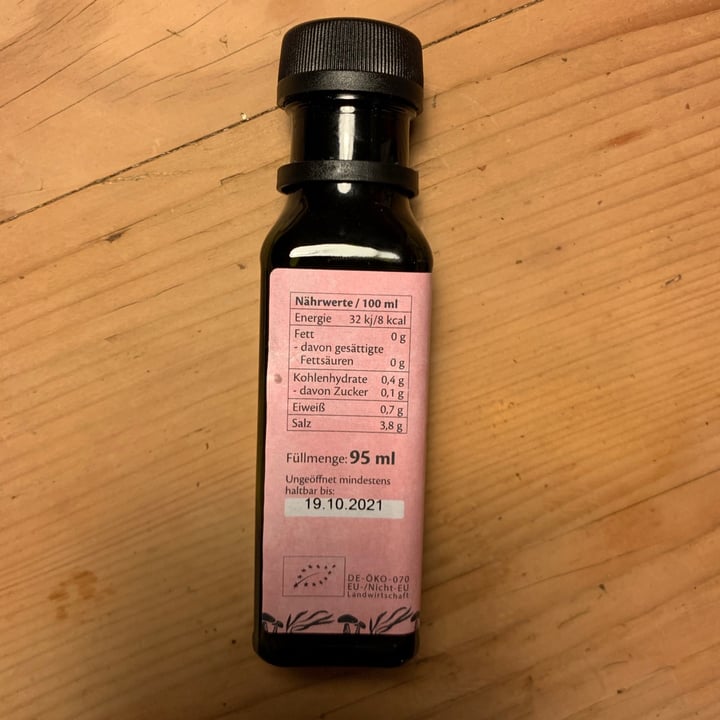 Nährwerte / 100 ml
Energie 32 kj/8 kcal
Fett 0 g
- davon gesättigte
Fettsäuren 0 g
Kohlenhydrate 0,4 g
- davon Zucker 0,1 g
Eiweiß 0,7 g
Salz 3,8 g
Füllmenge: 95 ml
Ungeöffnet mindestens
haltbar bis:
19.10.2021
DE-ÖKO-070
EU-/Nicht-EU
Landwirtschaft